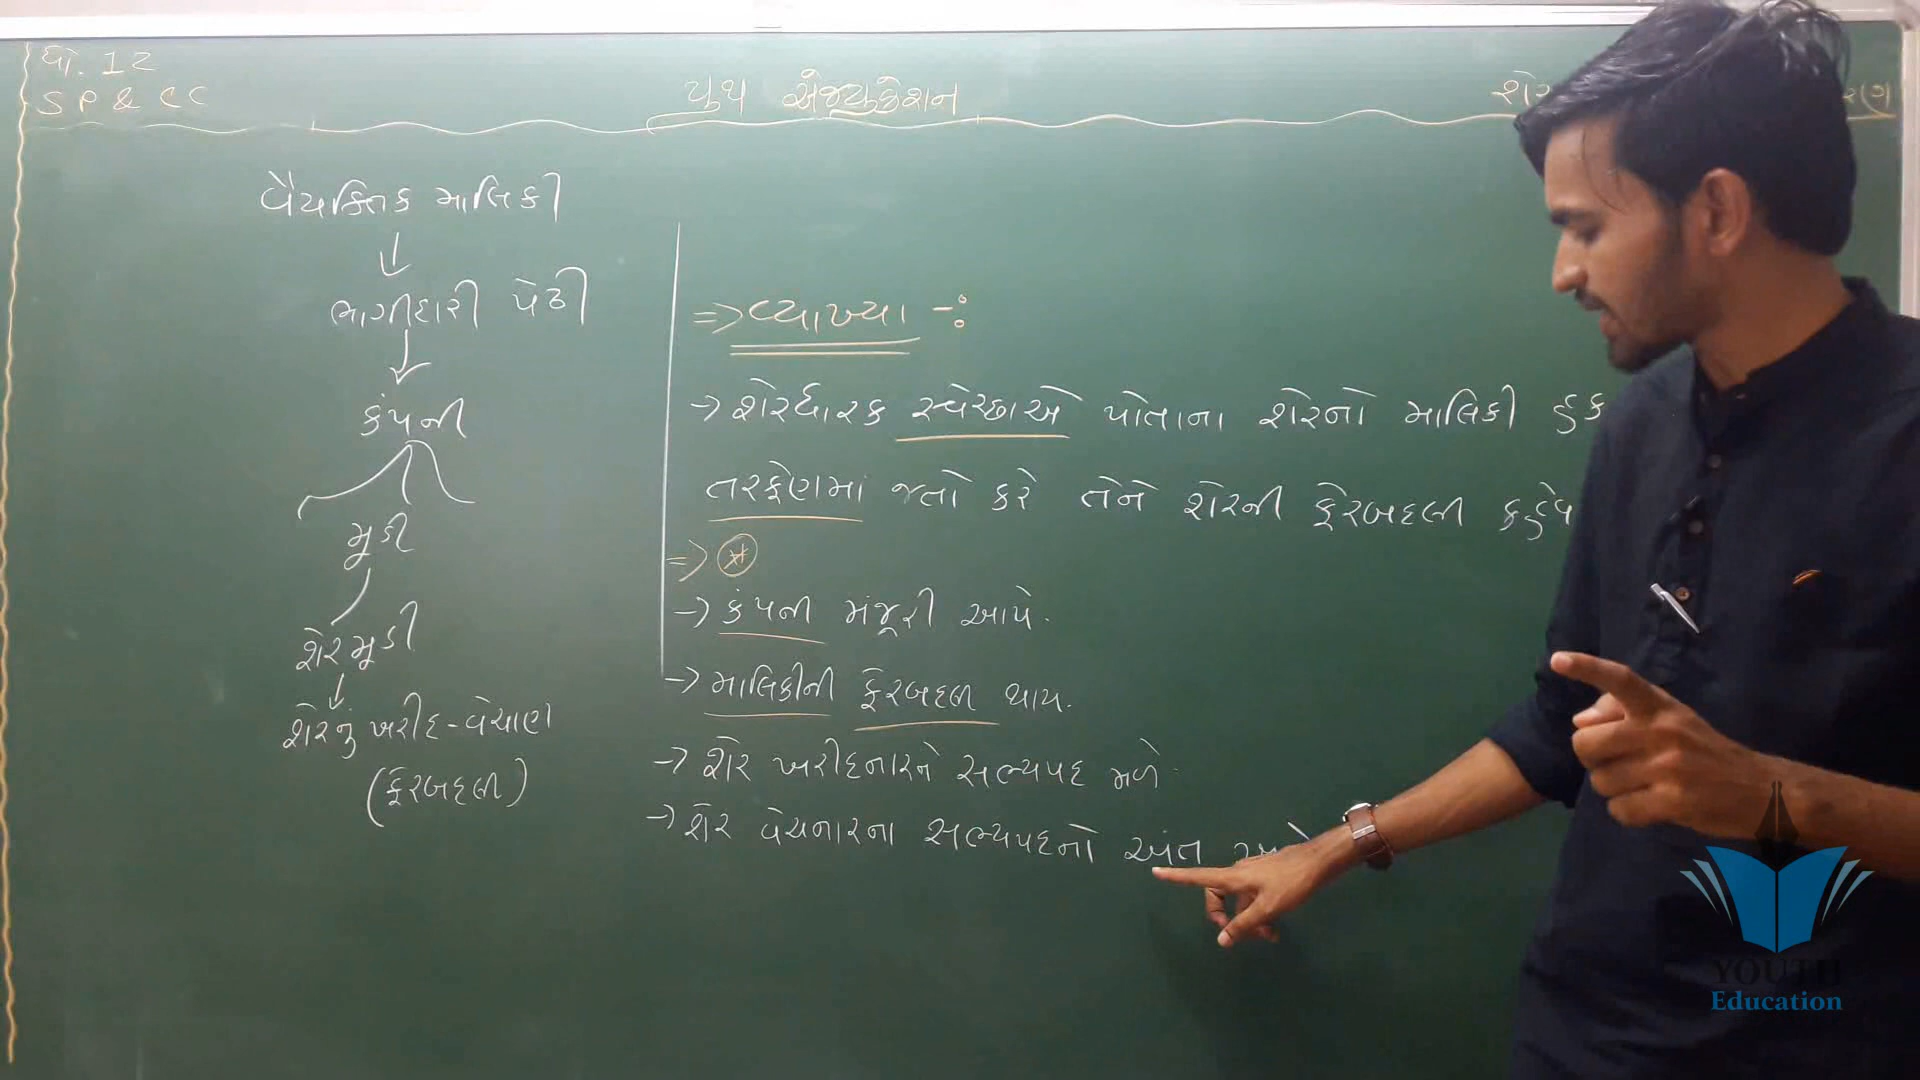 ધો. 12
SP & CC
યુથ એજ્યુકેશન
વૈયક્તિક માલિકી
↓
ભાગીદારી પેઢી
↓
કંપની
મૂડી
શેરમૂડી
↓
શેરનું ખરીદ-વેચાણ
(ફેરબદલી)
=> વ્યાખ્યા -:
→ શેરધારક સ્વેચ્છાએ પોતાના શેરનો માલિકી હક
તરફેણમાં જતો કરે તેને શેરની ફેરબદલી
=> *
→ કંપની મંજૂરી આપે.
→ માલિકીની ફેરબદલી થાય.
→ શેર ખરીદનારને સભ્યપદ મળે.
→ શેર વેચનારના સભ્યપદનો અંત
YOUTH
Education